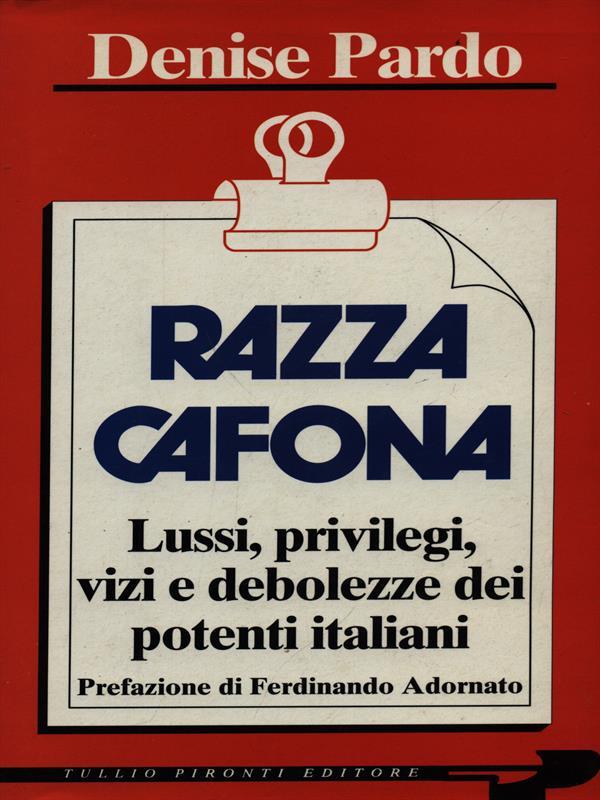 Denise Pardo
RAZZA
CAFONA
Lussi, privilegi,
vizi e debolezze dei
potenti italiani
Prefazione di Ferdinando Adornato
TULLIO PIRONTI EDITORE